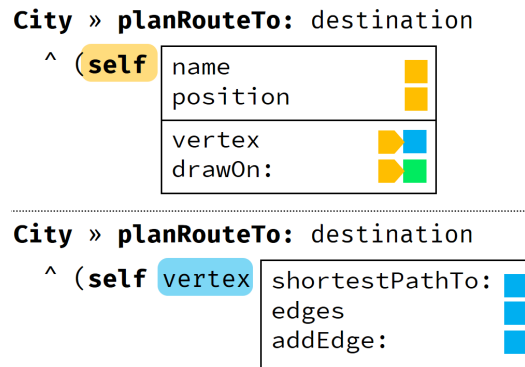 City » planRouteTo: destination
^ (self
name
position
vertex
drawOn:
City » planRouteTo: destination
^ (self vertex
shortestPathTo:
edges
addEdge: